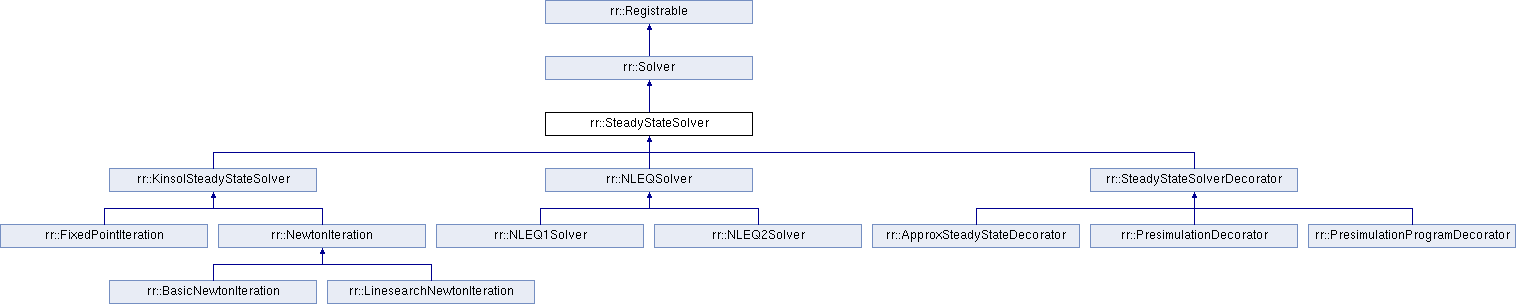 rr::Registrable
rr::Solver
rr::SteadyStateSolver
rr::KinsolSteadyStateSolver
rr::NLEQSolver
rr::SteadyStateSolverDecorator
rr::FixedPointIteration
rr::NewtonIteration
rr::NLEQ1Solver
rr::NLEQ2Solver
rr::ApproxSteadyStateDecorator
rr::PresimulationDecorator
rr::PresimulationProgramDecorator
rr::BasicNewtonIteration
rr::LinesearchNewtonIteration